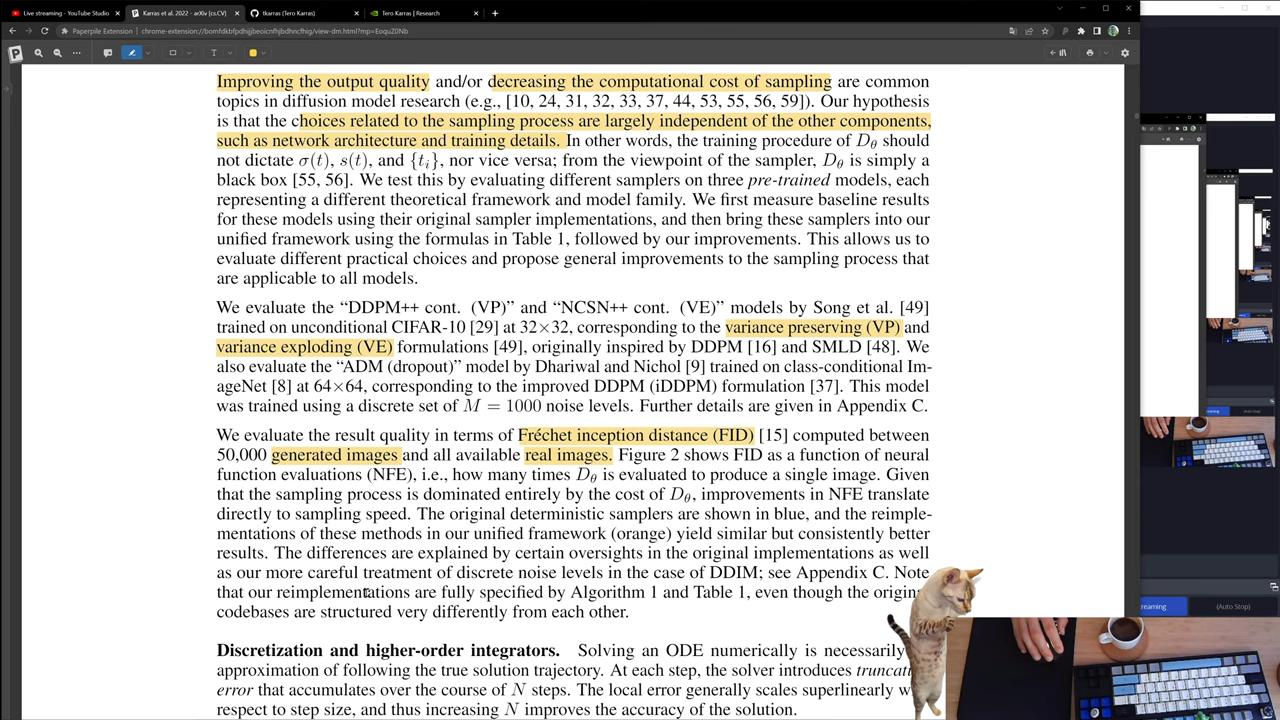 Live streaming - YouTube Studio
Karras et al. 2022 - arXiv [cs.CV]
tkarras (Tero Karras)
Tero Karras | Research
Paperpile Extension | chrome-extension://bomfdkbfpdhijjbeoicnfhjbdhncfhig/view-dm.html?mp=EoquZ0Nb
Improving the output quality and/or decreasing the computational cost of sampling are common
topics in diffusion model research (e.g., [10, 24, 31, 32, 33, 37, 44, 53, 55, 56, 59]). Our hypothesis
is that the choices related to the sampling process are largely independent of the other components,
such as network architecture and training details. In other words, the training procedure of Dθ should
not dictate σ(t), s(t), and {ti}, nor vice versa; from the viewpoint of the sampler, Dθ is simply a
black box [55, 56]. We test this by evaluating different samplers on three pre-trained models, each
representing a different theoretical framework and model family. We first measure baseline results
for these models using their original sampler implementations, and then bring these samplers into our
unified framework using the formulas in Table 1, followed by our improvements. This allows us to
evaluate different practical choices and propose general improvements to the sampling process that
are applicable to all models.
We evaluate the “DDPM++ cont. (VP)” and “NCSN++ cont. (VE)” models by Song et al. [49]
trained on unconditional CIFAR-10 [29] at 32×32, corresponding to the variance preserving (VP) and
variance exploding (VE) formulations [49], originally inspired by DDPM [16] and SMLD [48]. We
also evaluate the “ADM (dropout)” model by Dhariwal and Nichol [9] trained on class-conditional Im-
ageNet [8] at 64×64, corresponding to the improved DDPM (iDDPM) formulation [37]. This model
was trained using a discrete set of M = 1000 noise levels. Further details are given in Appendix C.
We evaluate the result quality in terms of Fréchet inception distance (FID) [15] computed between
50,000 generated images and all available real images. Figure 2 shows FID as a function of neural
function evaluations (NFE), i.e., how many times Dθ is evaluated to produce a single image. Given
that the sampling process is dominated entirely by the cost of Dθ, improvements in NFE translate
directly to sampling speed. The original deterministic samplers are shown in blue, and the reimple-
mentations of these methods in our unified framework (orange) yield similar but consistently better
results. The differences are explained by certain oversights in the original implementations as well
as our more careful treatment of discrete noise levels in the case of DDIM; see Appendix C. Note
that our reimplementations are fully specified by Algorithm 1 and Table 1, even though the origin
codebases are structured very differently from each other.
Discretization and higher-order integrators. Solving an ODE numerically is necessarily
approximation of following the true solution trajectory. At each step, the solver introduces trunca
error that accumulates over the course of N steps. The local error generally scales superlinearly w
respect to step size, and thus increasing N improves the accuracy of the solution.
(Auto Stop)